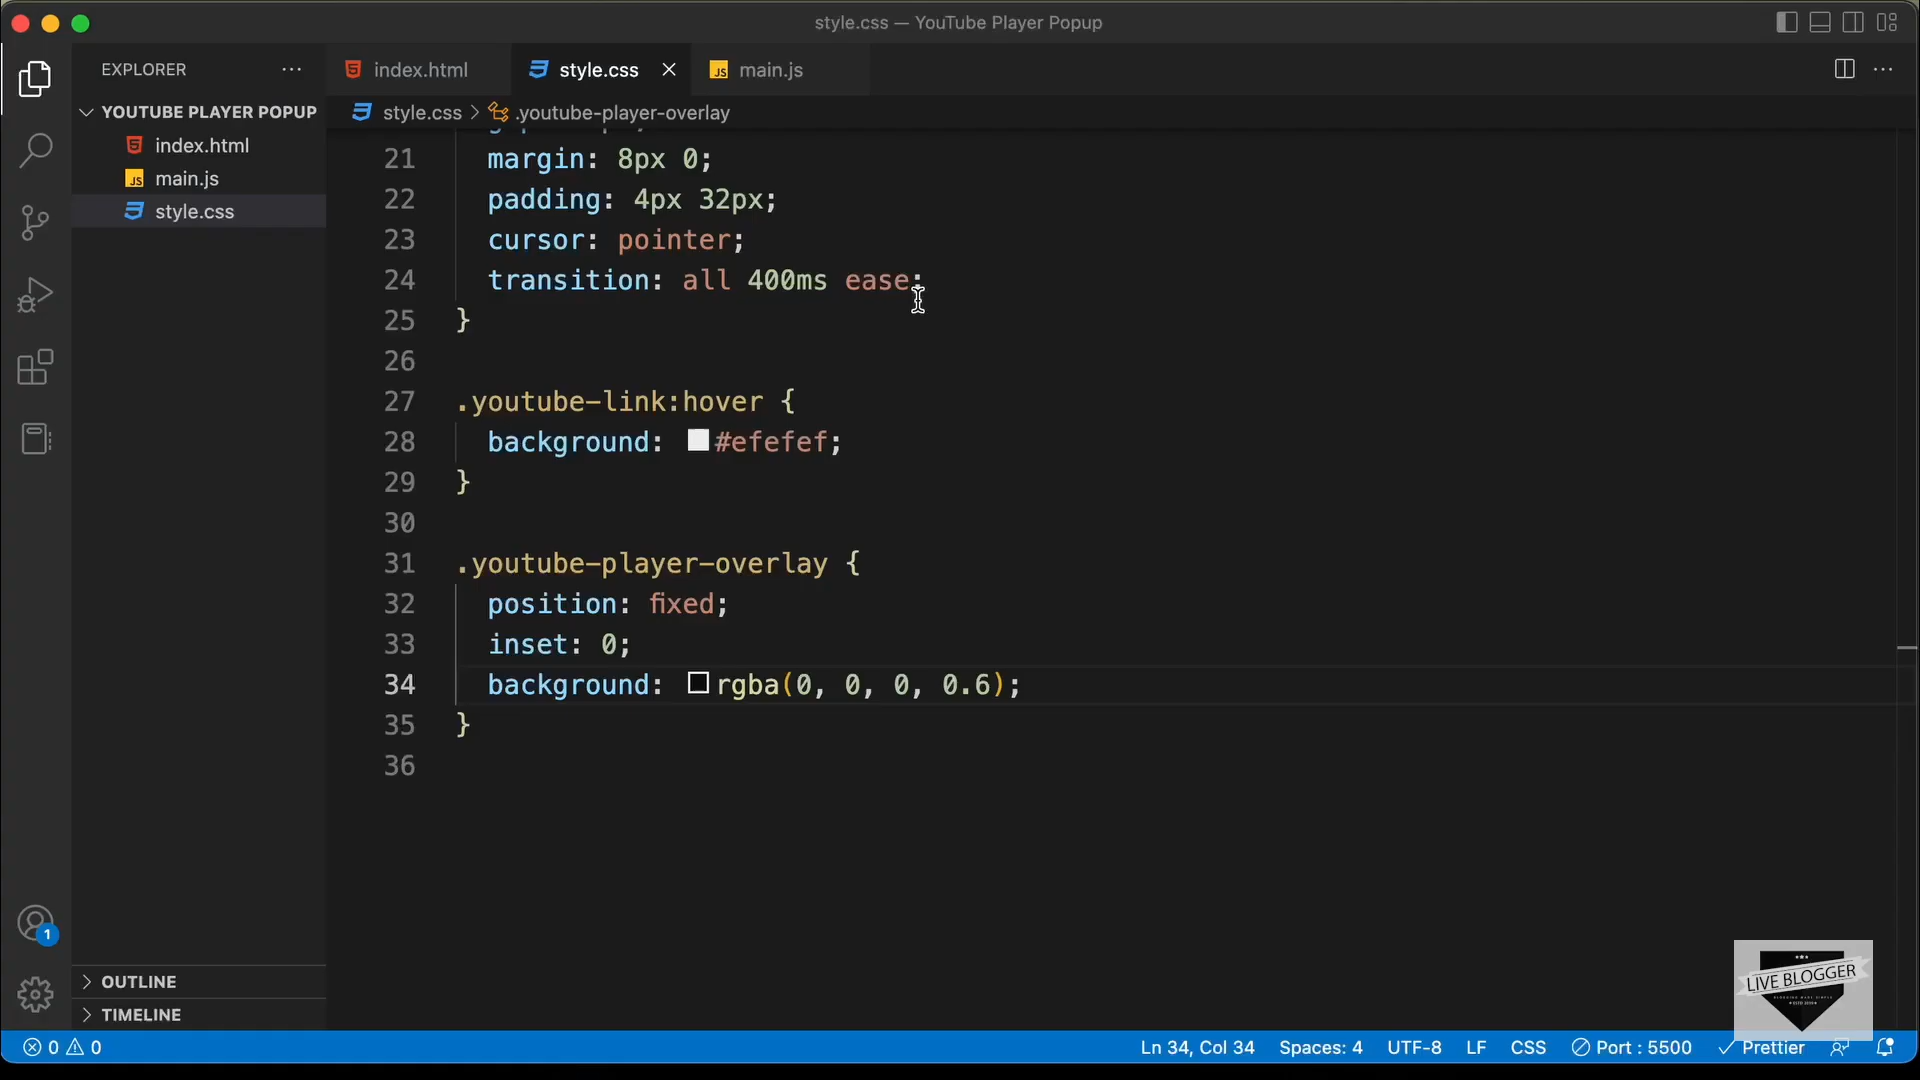 style.css — YouTube Player Popup
EXPLORER
index.html
style.css
main.js
YOUTUBE PLAYER POPUP
style.css > .youtube-player-overlay
index.html
main.js
style.css
21 margin: 8px 0;
22 padding: 4px 32px;
23 cursor: pointer;
24 transition: all 400ms ease;
25 }
26
27 .youtube-link:hover {
28 background: #efefef;
29 }
30
31 .youtube-player-overlay {
32 position: fixed;
33 inset: 0;
34 background: rgba(0, 0, 0, 0.6);
35 }
36
1
OUTLINE
TIMELINE
LIVE BLOGGER
0 0 Ln 34, Col 34 Spaces: 4 UTF-8 LF CSS Port : 5500 Prettier